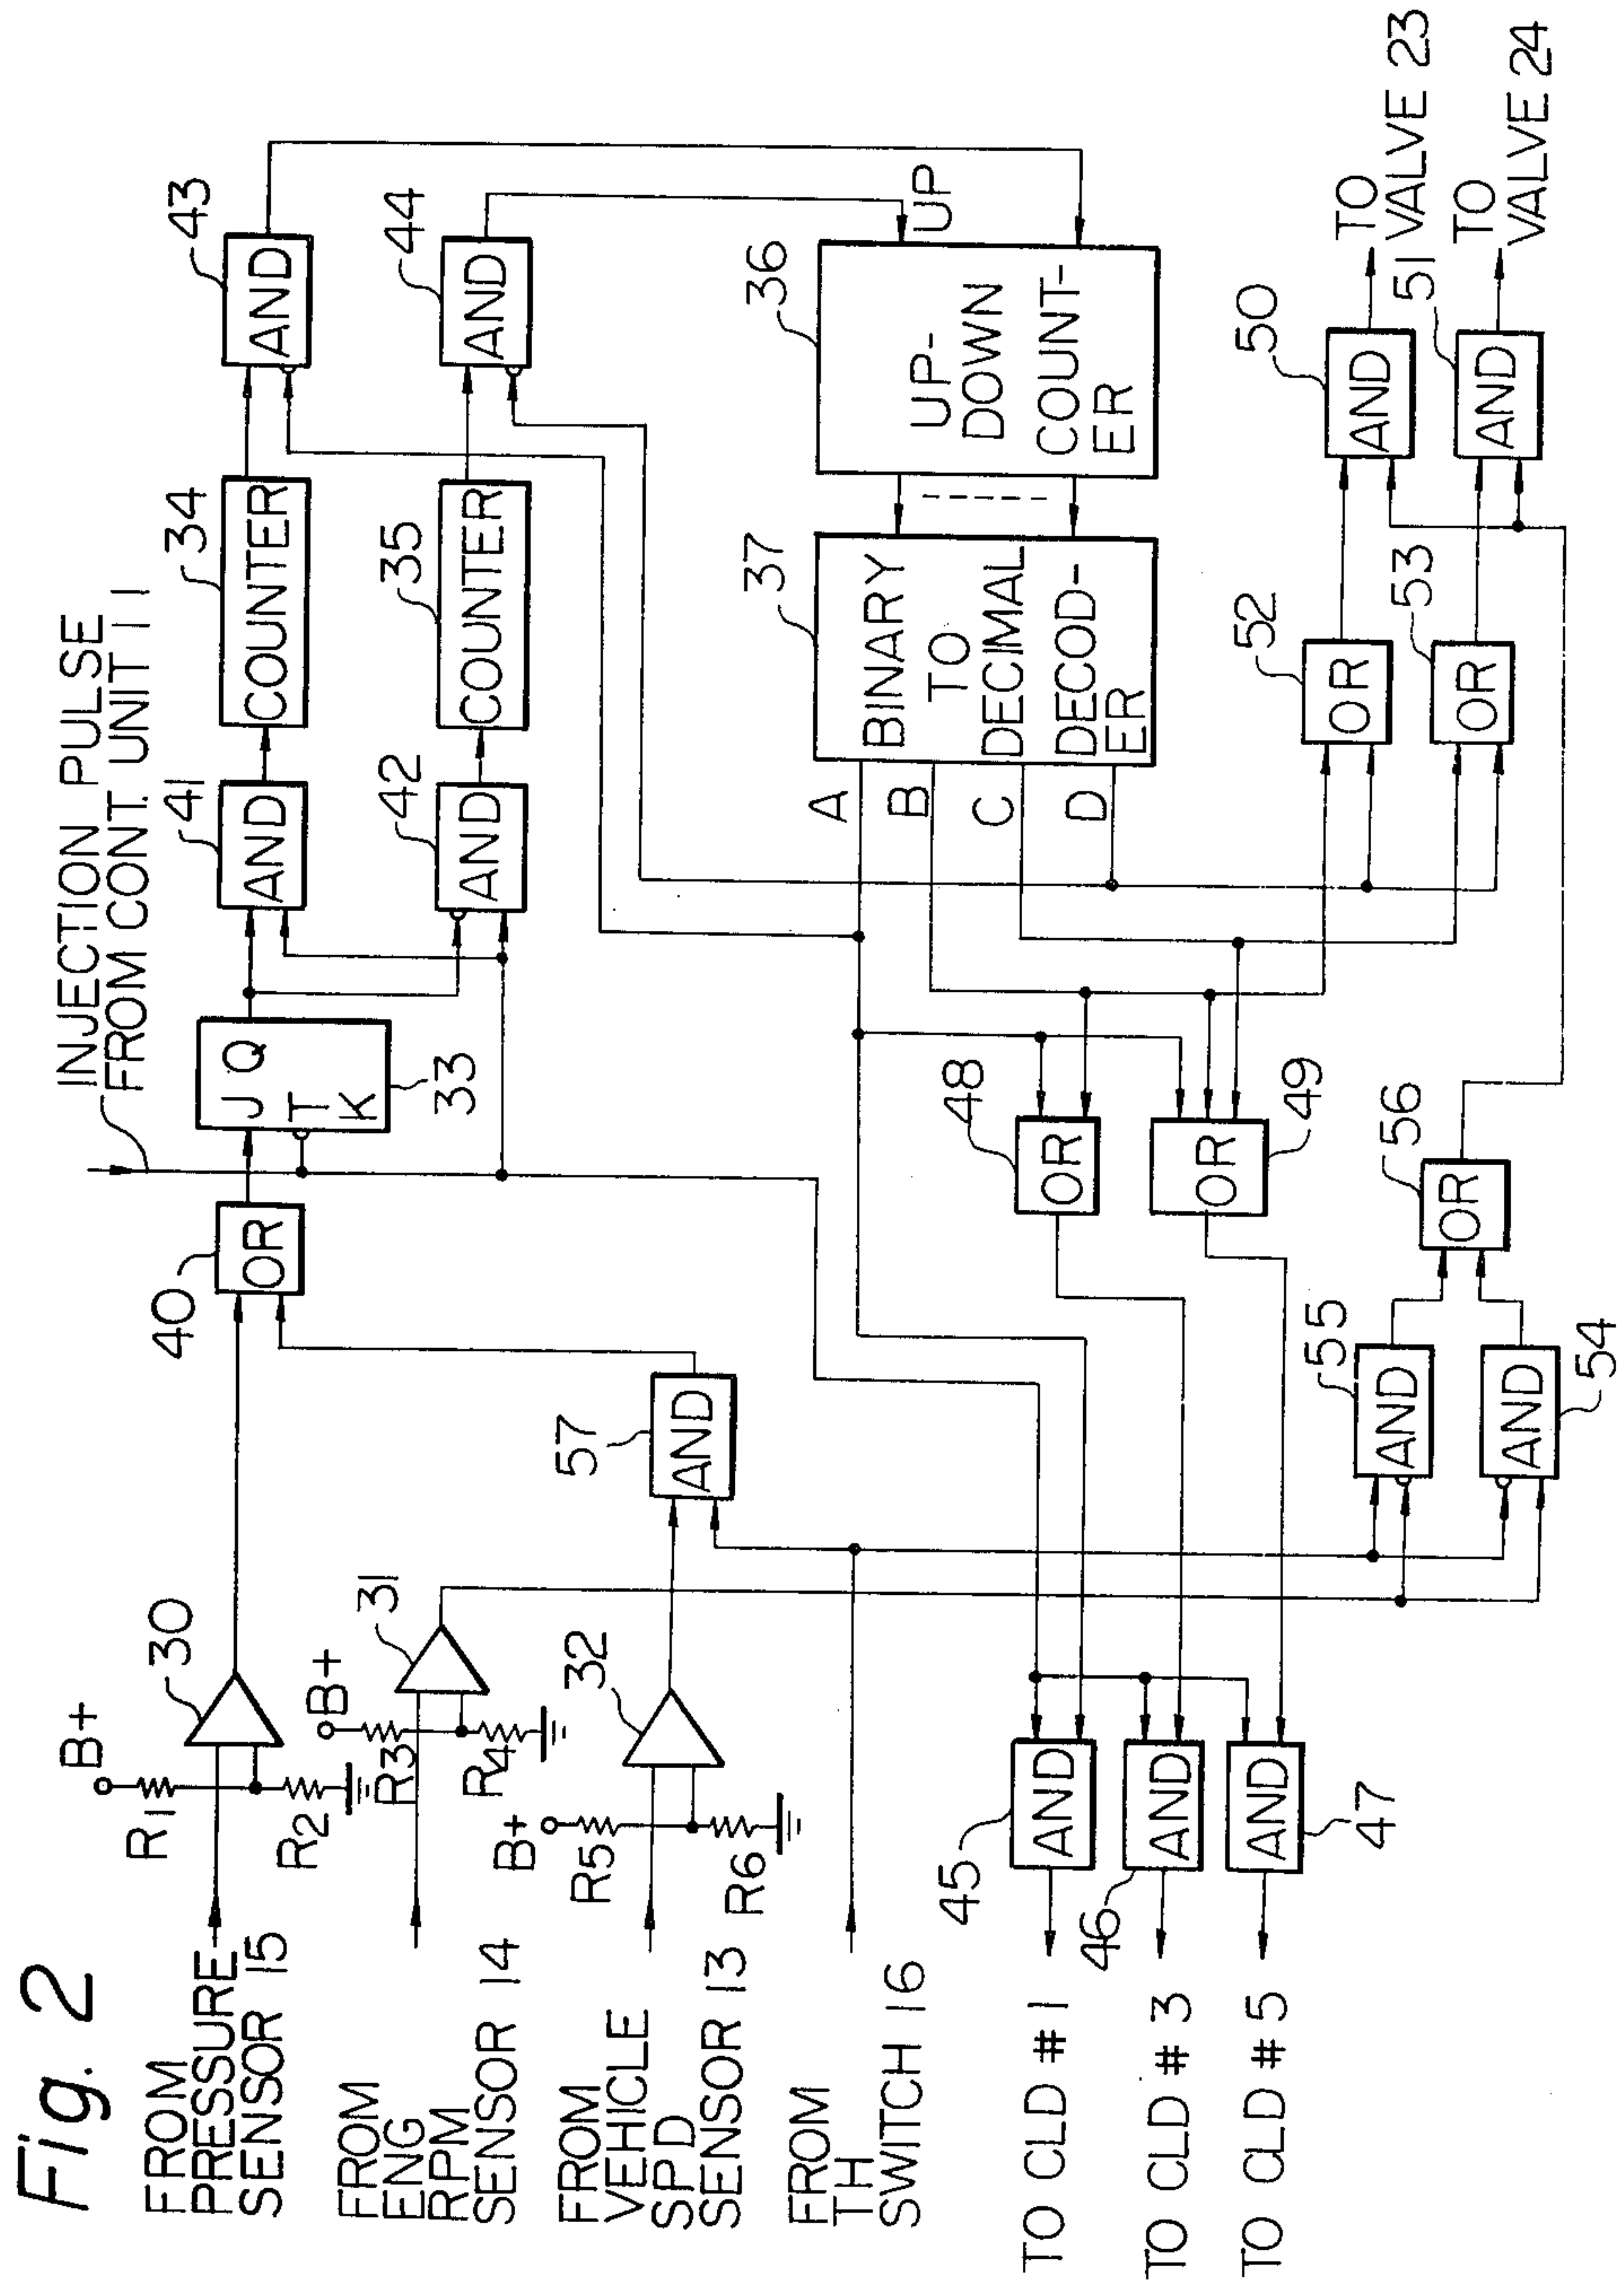 Fig. 2
FROM
PRESSURE
SENSOR 15
B+
R1
R2
30
40
OR
INJECTION PULSE
FROM CONT. UNIT 11
J Q
T
K
33
41
AND
34
COUNTER
43
AND
42
AND
35
COUNTER
44
AND
FROM
ENG
RPM
SENSOR 14
B+
R3
R4
31
FROM
VEHICLE
SPD
SENSOR 13
B+
R5
R6
32
57
AND
FROM
TH
SWITCH 16
37
BINARY
TO
DECIMAL
DECOD-
ER
A
B
C
D
36
UP-
DOWN
COUNT-
ER
UP
TO CLD # 1
45
AND
TO CLD # 3
46
AND
TO CLD # 5
47
AND
48
OR
49
OR
52
OR
53
OR
50
AND
TO
VALVE 23
51
AND
TO
VALVE 24
55
AND
54
AND
56
OR